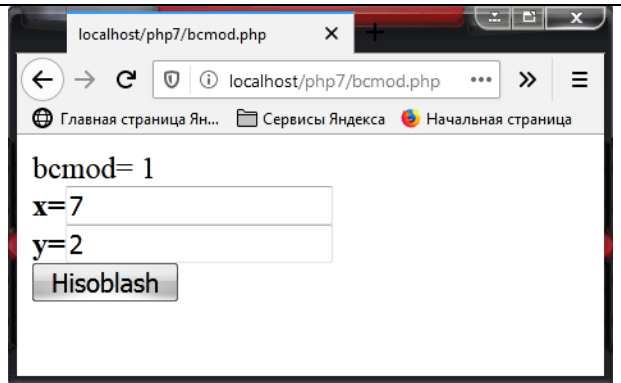 localhost/php7/bcmod.php
localhost/php7/bcmod.php
Главная страница Ян... Сервисы Яндекса Начальная страница
bcmod= 1
x=7
y=2
Hisoblash